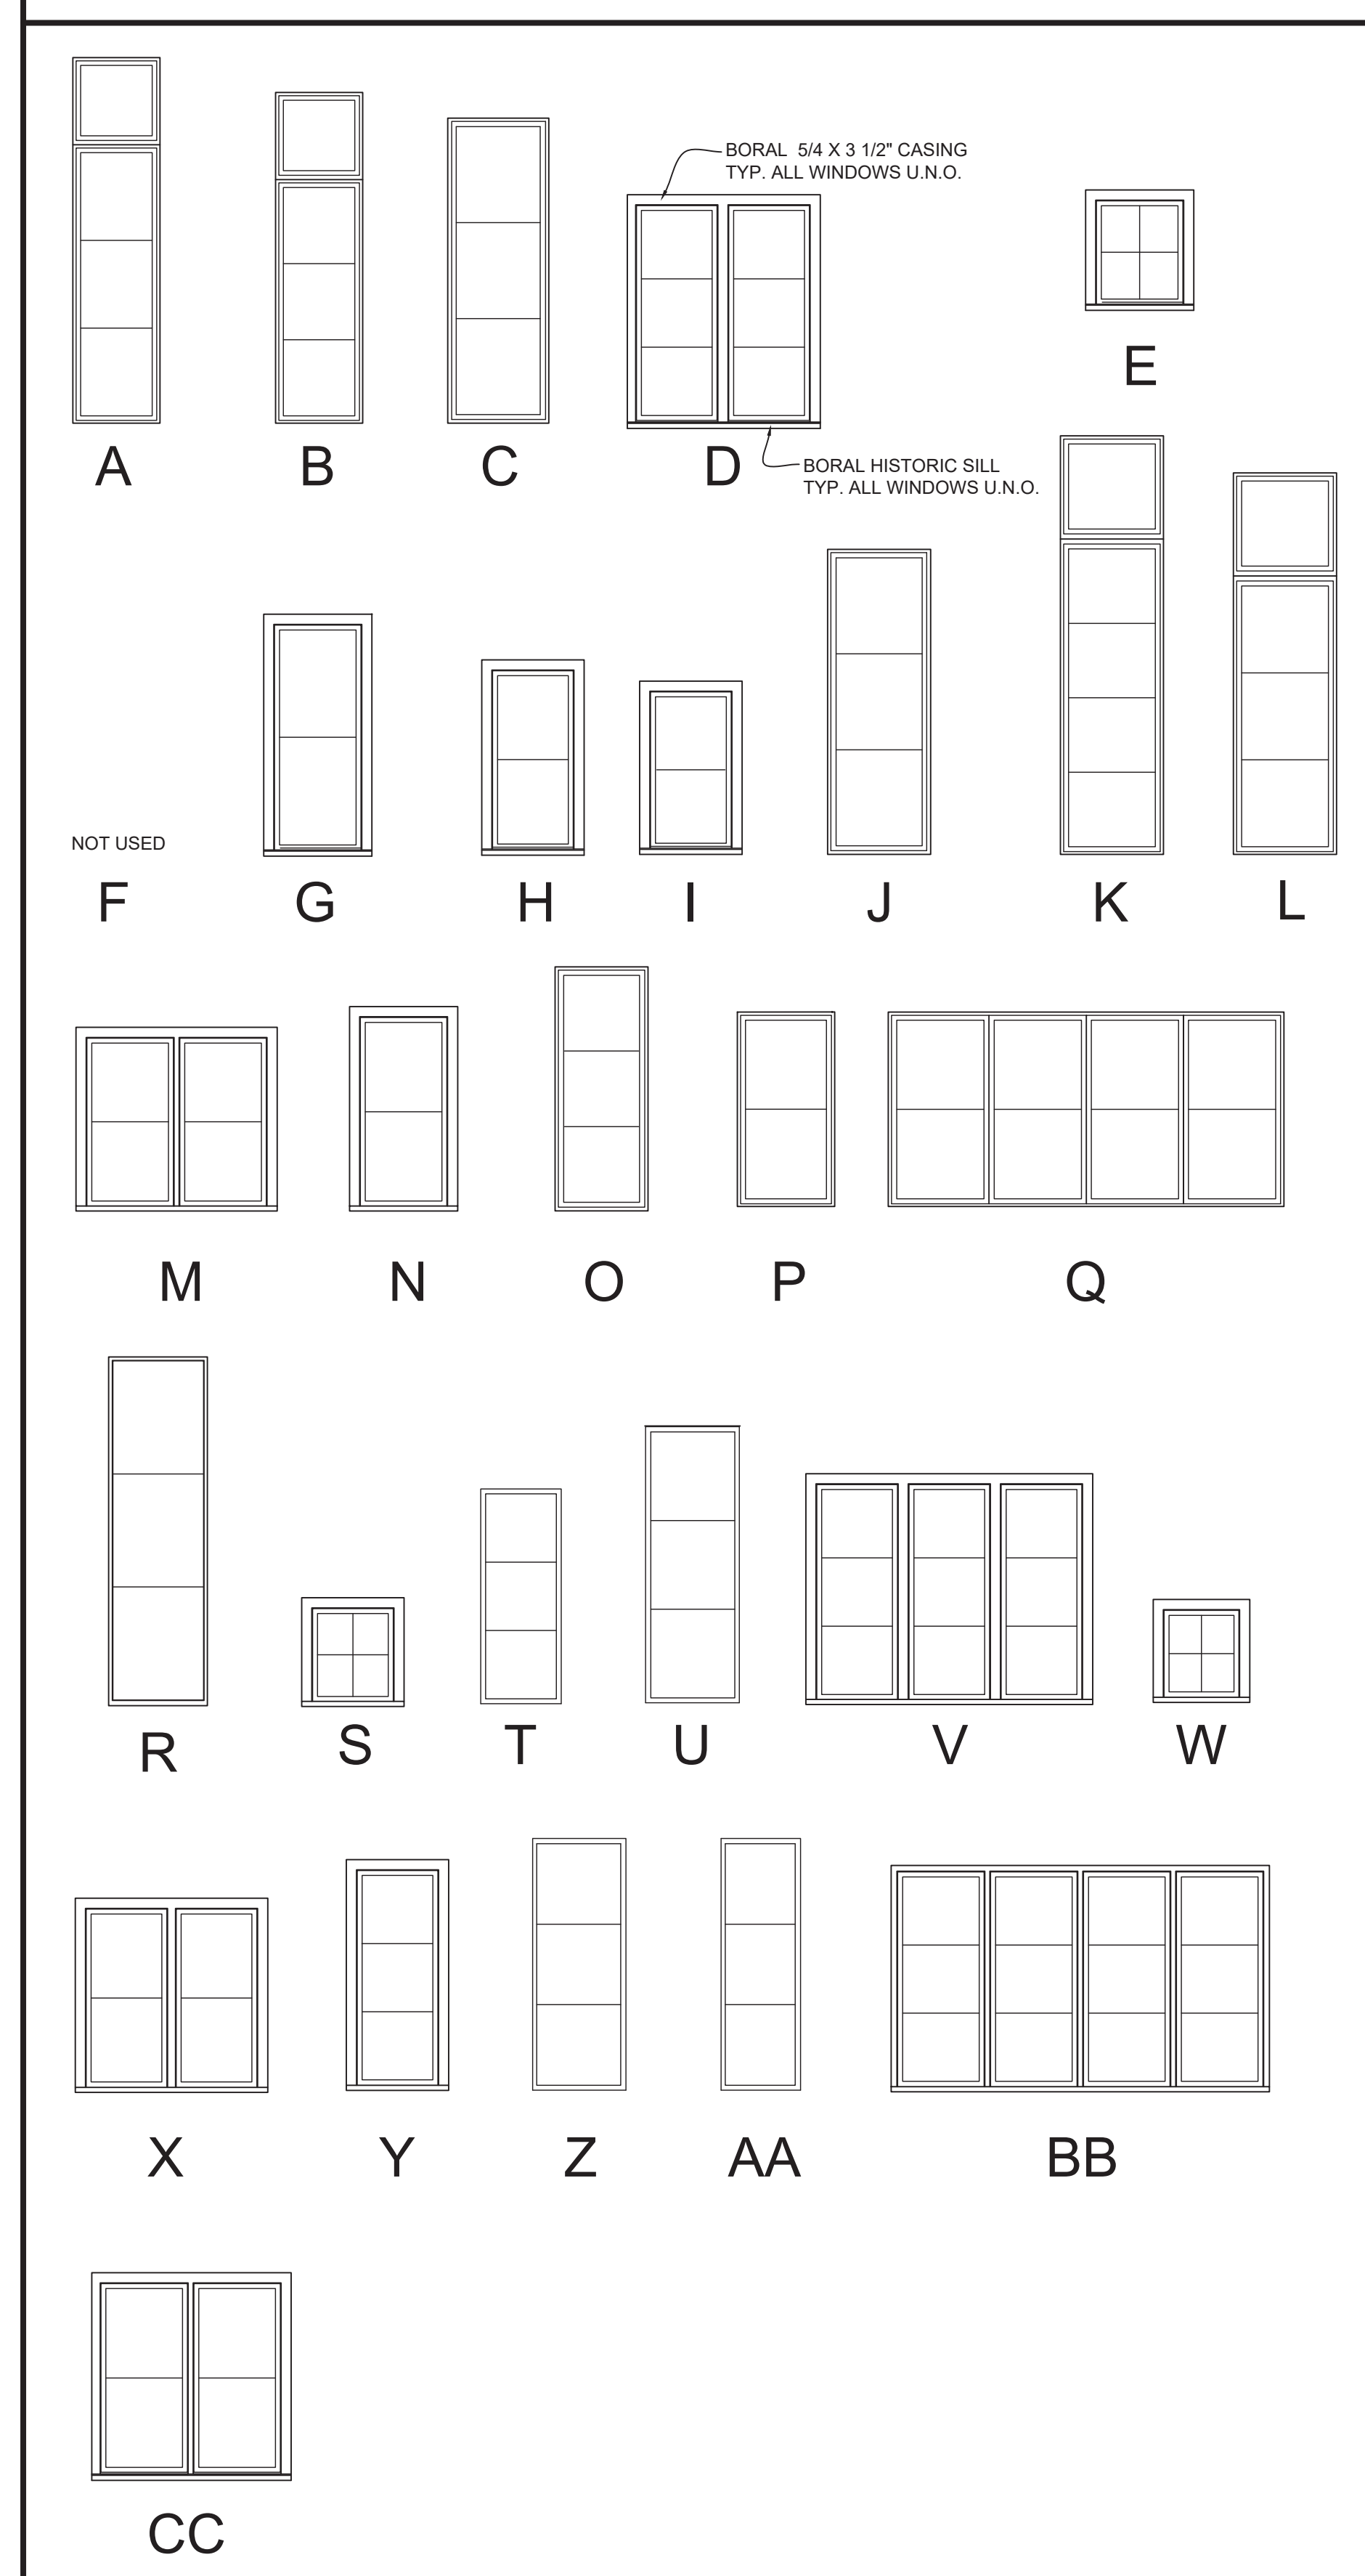 BORAL 5/4 X 3 1/2" CASING
TYP. ALL WINDOWS U.N.O.
E
A
B
C
D
BORAL HISTORIC SILL
TYP. ALL WINDOWS U.N.O.
NOT USED
F
G
H
I
J
K
L
M
N
O
P
Q
R
S
T
U
V
W
X
Y
Z
AA
BB
CC